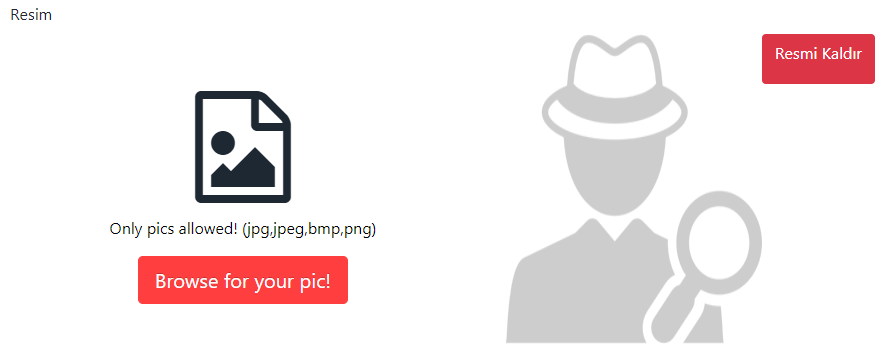 Resim
Resmi Kaldır
Only pics allowed! (jpg,jpeg,bmp,png)
Browse for your pic!